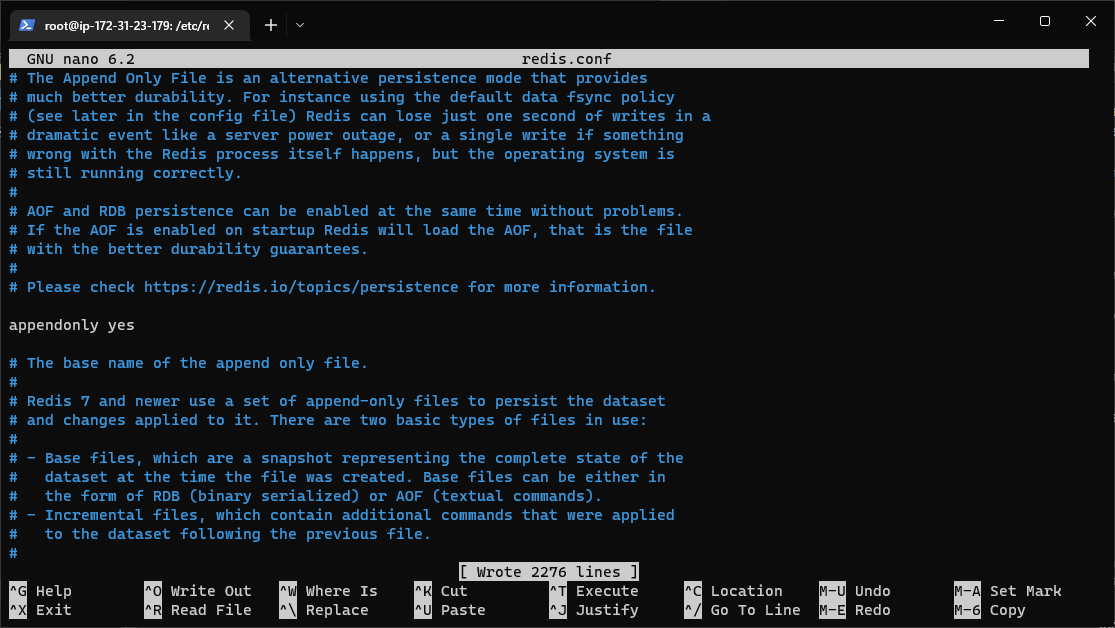 root@ip-172-31-23-179: /etc/re
GNU nano 6.2 redis.conf
# The Append Only File is an alternative persistence mode that provides
# much better durability. For instance using the default data fsync policy
# (see later in the config file) Redis can lose just one second of writes in a
# dramatic event like a server power outage, or a single write if something
# wrong with the Redis process itself happens, but the operating system is
# still running correctly.
#
# AOF and RDB persistence can be enabled at the same time without problems.
# If the AOF is enabled on startup Redis will load the AOF, that is the file
# with the better durability guarantees.
#
# Please check https://redis.io/topics/persistence for more information.
appendonly yes
# The base name of the append only file.
#
# Redis 7 and newer use a set of append-only files to persist the dataset
# and changes applied to it. There are two basic types of files in use:
#
# - Base files, which are a snapshot representing the complete state of the
#   dataset at the time the file was created. Base files can be either in
#   the form of RDB (binary serialized) or AOF (textual commands).
# - Incremental files, which contain additional commands that were applied
#   to the dataset following the previous file.
#
[ Wrote 2276 lines ]
^G Help ^O Write Out ^W Where Is ^K Cut ^T Execute ^C Location M-U Undo M-A Set Mark
^X Exit ^R Read File ^\ Replace ^U Paste ^J Justify ^/ Go To Line M-E Redo M-6 Copy